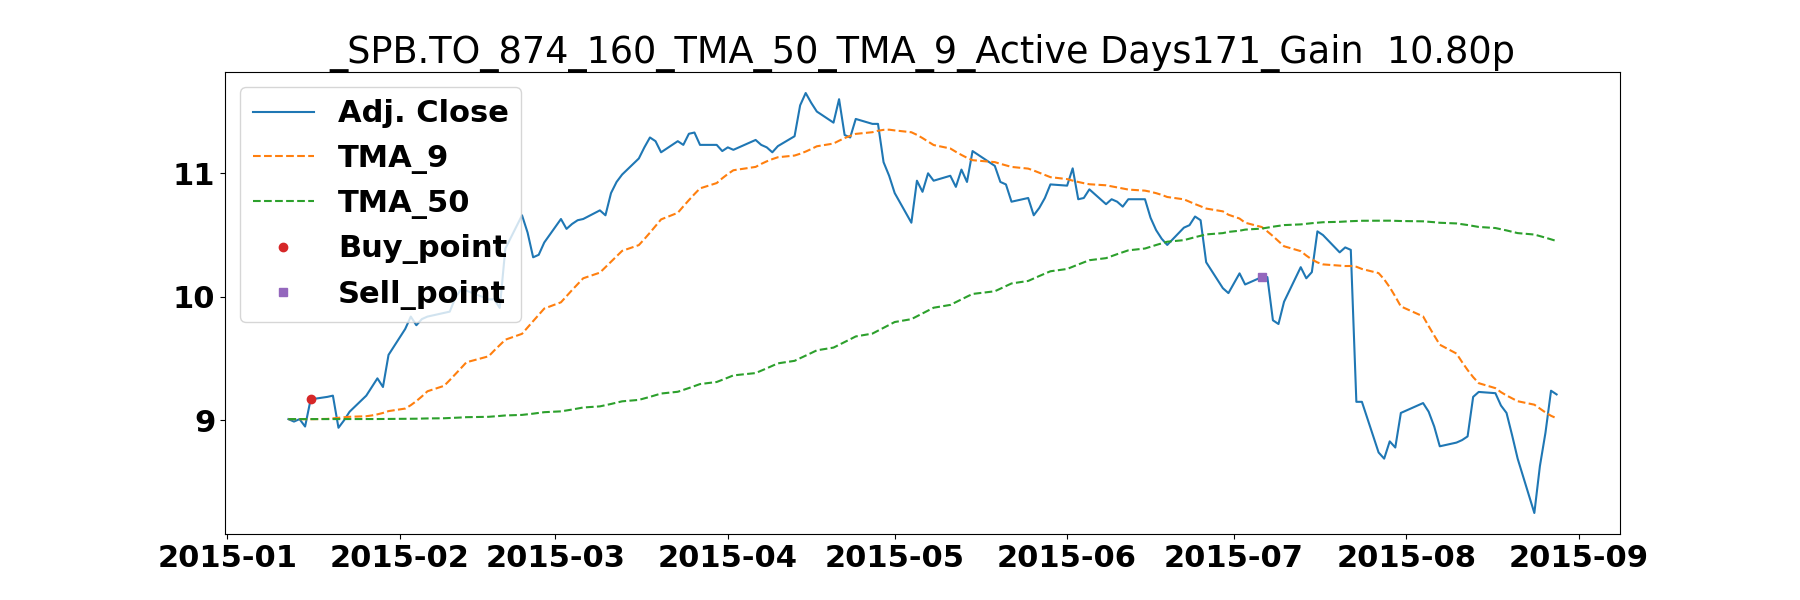 _SPB.TO_874_160_TMA_50_TMA_9_Active Days171_Gain  10.80p
Adj. Close
TMA_9
TMA_50
Buy_point
Sell_point
11
10
9
2015-01 2015-02 2015-03 2015-04 2015-05 2015-06 2015-07 2015-08 2015-09